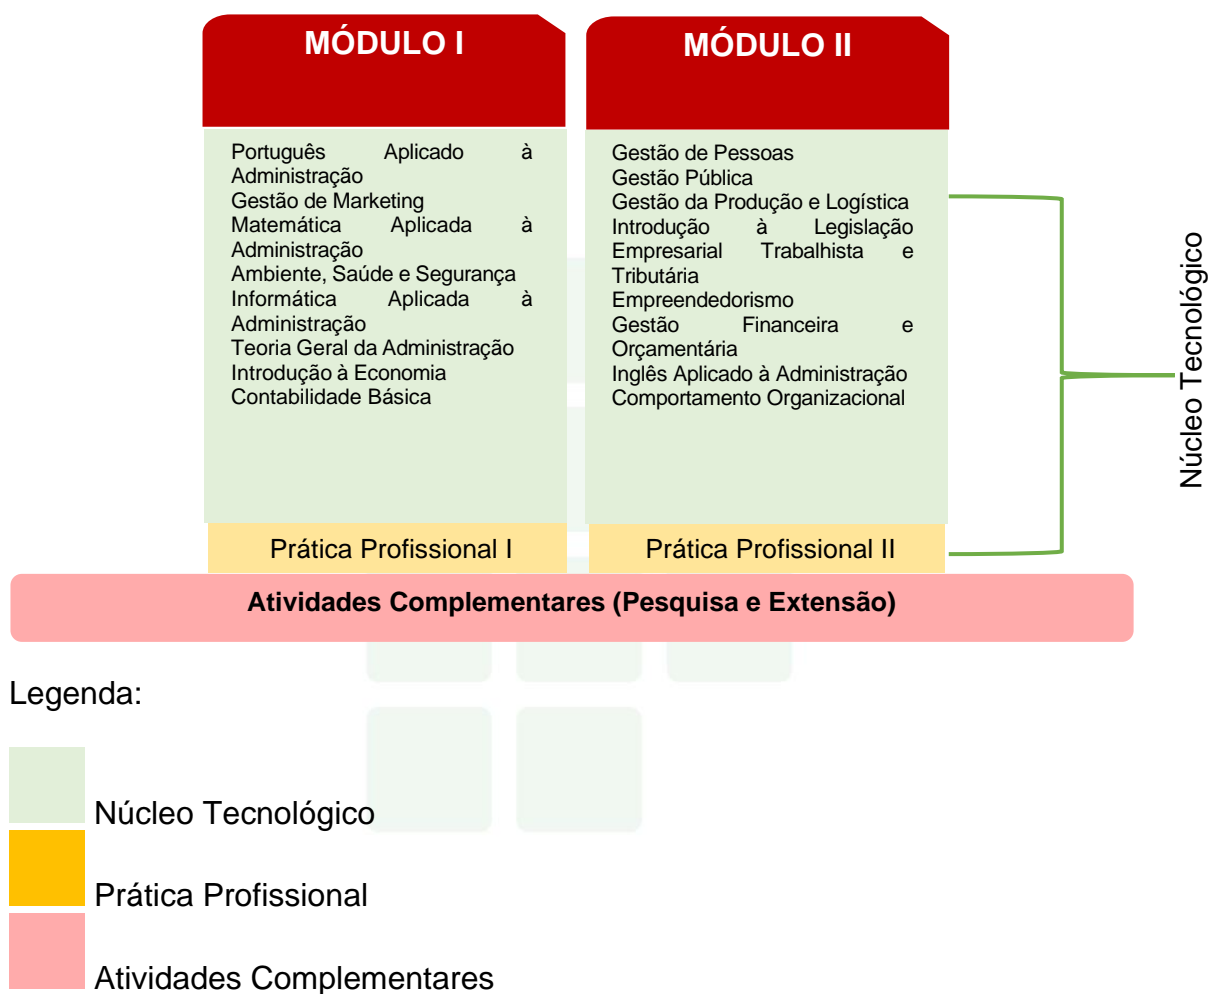 MÓDULO I
Português Aplicado à
Administração
Gestão de Marketing
Matemática Aplicada à
Administração
Ambiente, Saúde e Segurança
Informática Aplicada à
Administração
Teoria Geral da Administração
Introdução à Economia
Contabilidade Básica
Prática Profissional I
MÓDULO II
Gestão de Pessoas
Gestão Pública
Gestão da Produção e Logística
Introdução à Legislação
Empresarial Trabalhista e
Tributária
Empreendedorismo
Gestão Financeira e
Orçamentária
Inglês Aplicado à Administração
Comportamento Organizacional
Prática Profissional II
Núcleo Tecnológico
Atividades Complementares (Pesquisa e Extensão)
Legenda:
Núcleo Tecnológico
Prática Profissional
Atividades Complementares